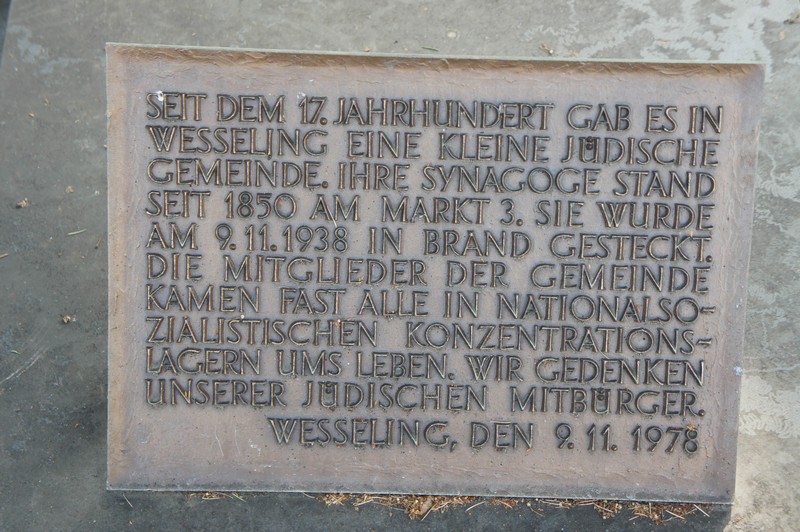 SEIT DEM 17. JAHRHUNDERT GAB ES IN
WESSELING EINE KLEINE JÜDISCHE
GEMEINDE. IHRE SYNAGOGE STAND
SEIT 1850 AM MARKT 3. SIE WURDE
AM 9.11.1938 IN BRAND GESTECKT.
DIE MITGLIEDER DER GEMEINDE
KAMEN FAST ALLE IN NATIONALSO-
ZIALISTISCHEN KONZENTRATIONS-
LAGERN UMS LEBEN. WIR GEDENKEN
UNSERER JÜDISCHEN MITBÜRGER.
WESSELING, DEN 9.11.1978